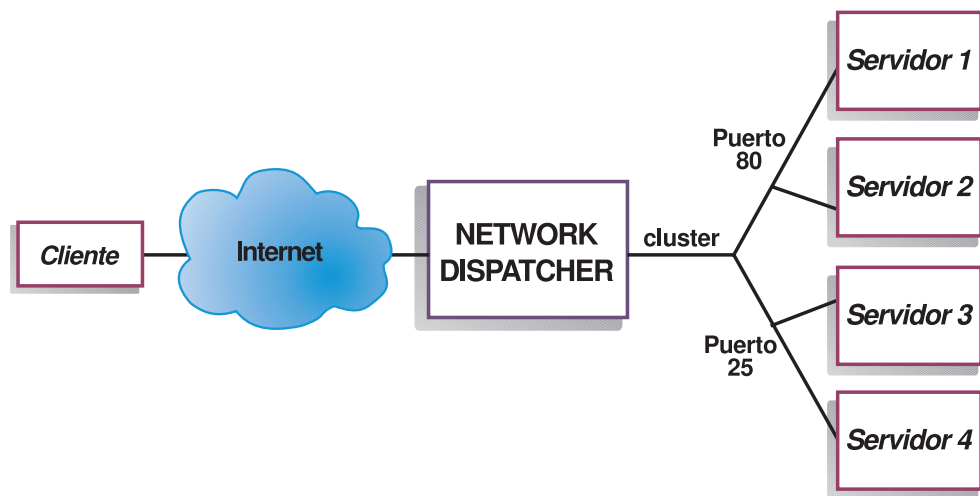 Cliente
Internet
NETWORK
DISPATCHER
cluster
Puerto
80
Puerto
25
Servidor 1
Servidor 2
Servidor 3
Servidor 4